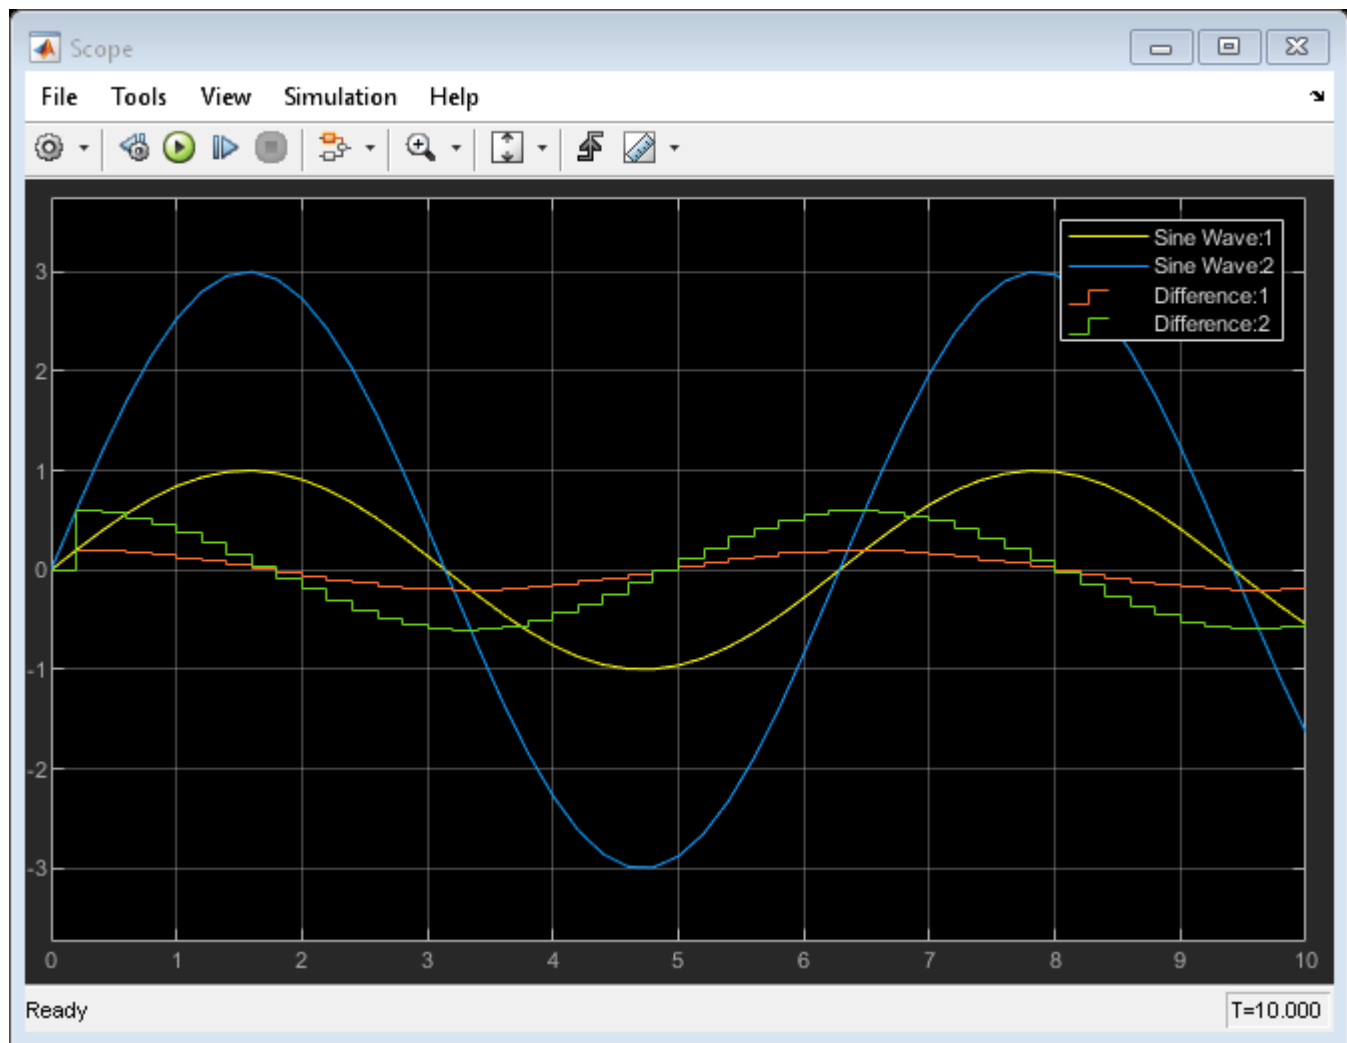 Scope
File Tools View Simulation Help
Sine Wave:1
Sine Wave:2
Difference:1
Difference:2
3
2
1
0
-1
-2
-3
0 1 2 3 4 5 6 7 8 9 10
Ready T=10.000